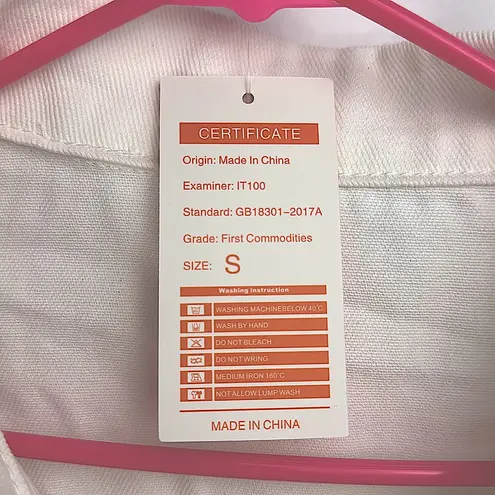 CERTIFICATE
Origin: Made In China
Examiner: IT100
Standard: GB18301-2017A
Grade: First Commodities
SIZE: S
Washing Instruction
WASHING MACHINEBELOW 40℃
WASH BY HAND
DO NOT BLEACH
DO NOT WRING
MEDIUM IRON 160℃
NOT ALLOW LUMP WASH
MADE IN CHINA